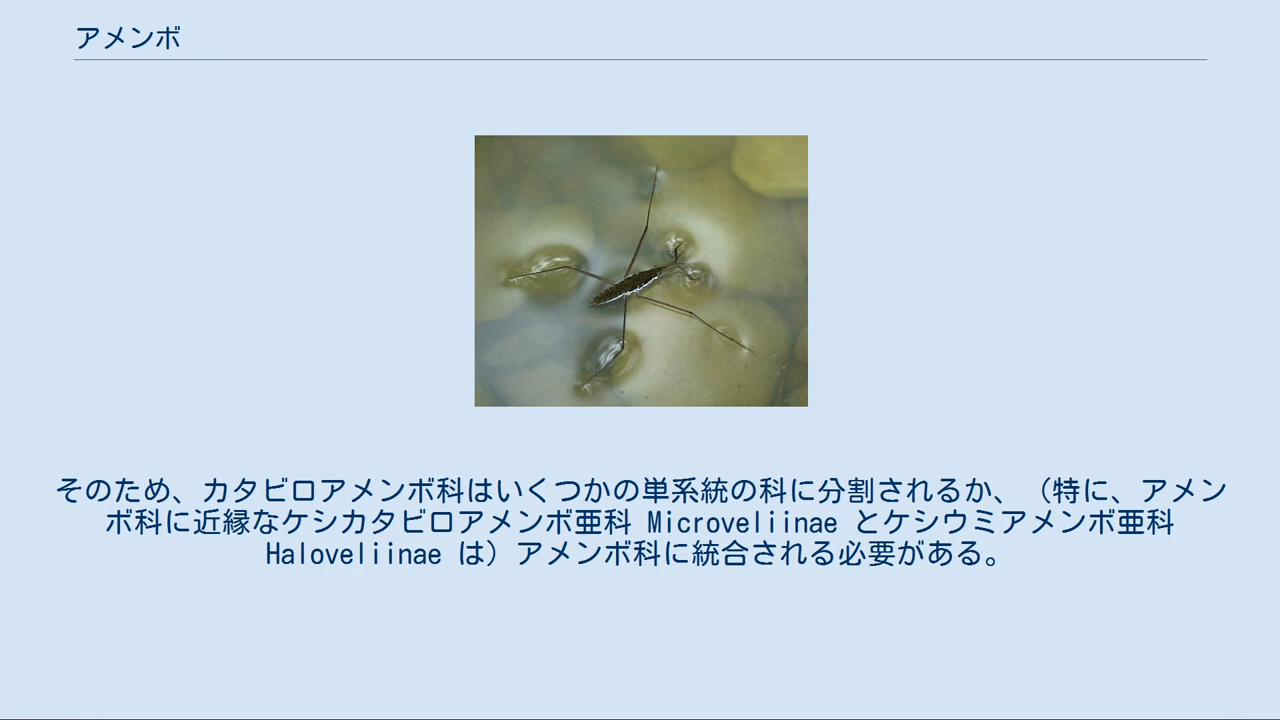 アメンボ
そのため、カタビロアメンボ科はいくつかの単系統の科に分割されるか、（特に、アメン
ボ科に近縁なケシカタビロアメンボ亜科 Microveliinae とケシウミアメンボ亜科
Haloveliinae は）アメンボ科に統合される必要がある。